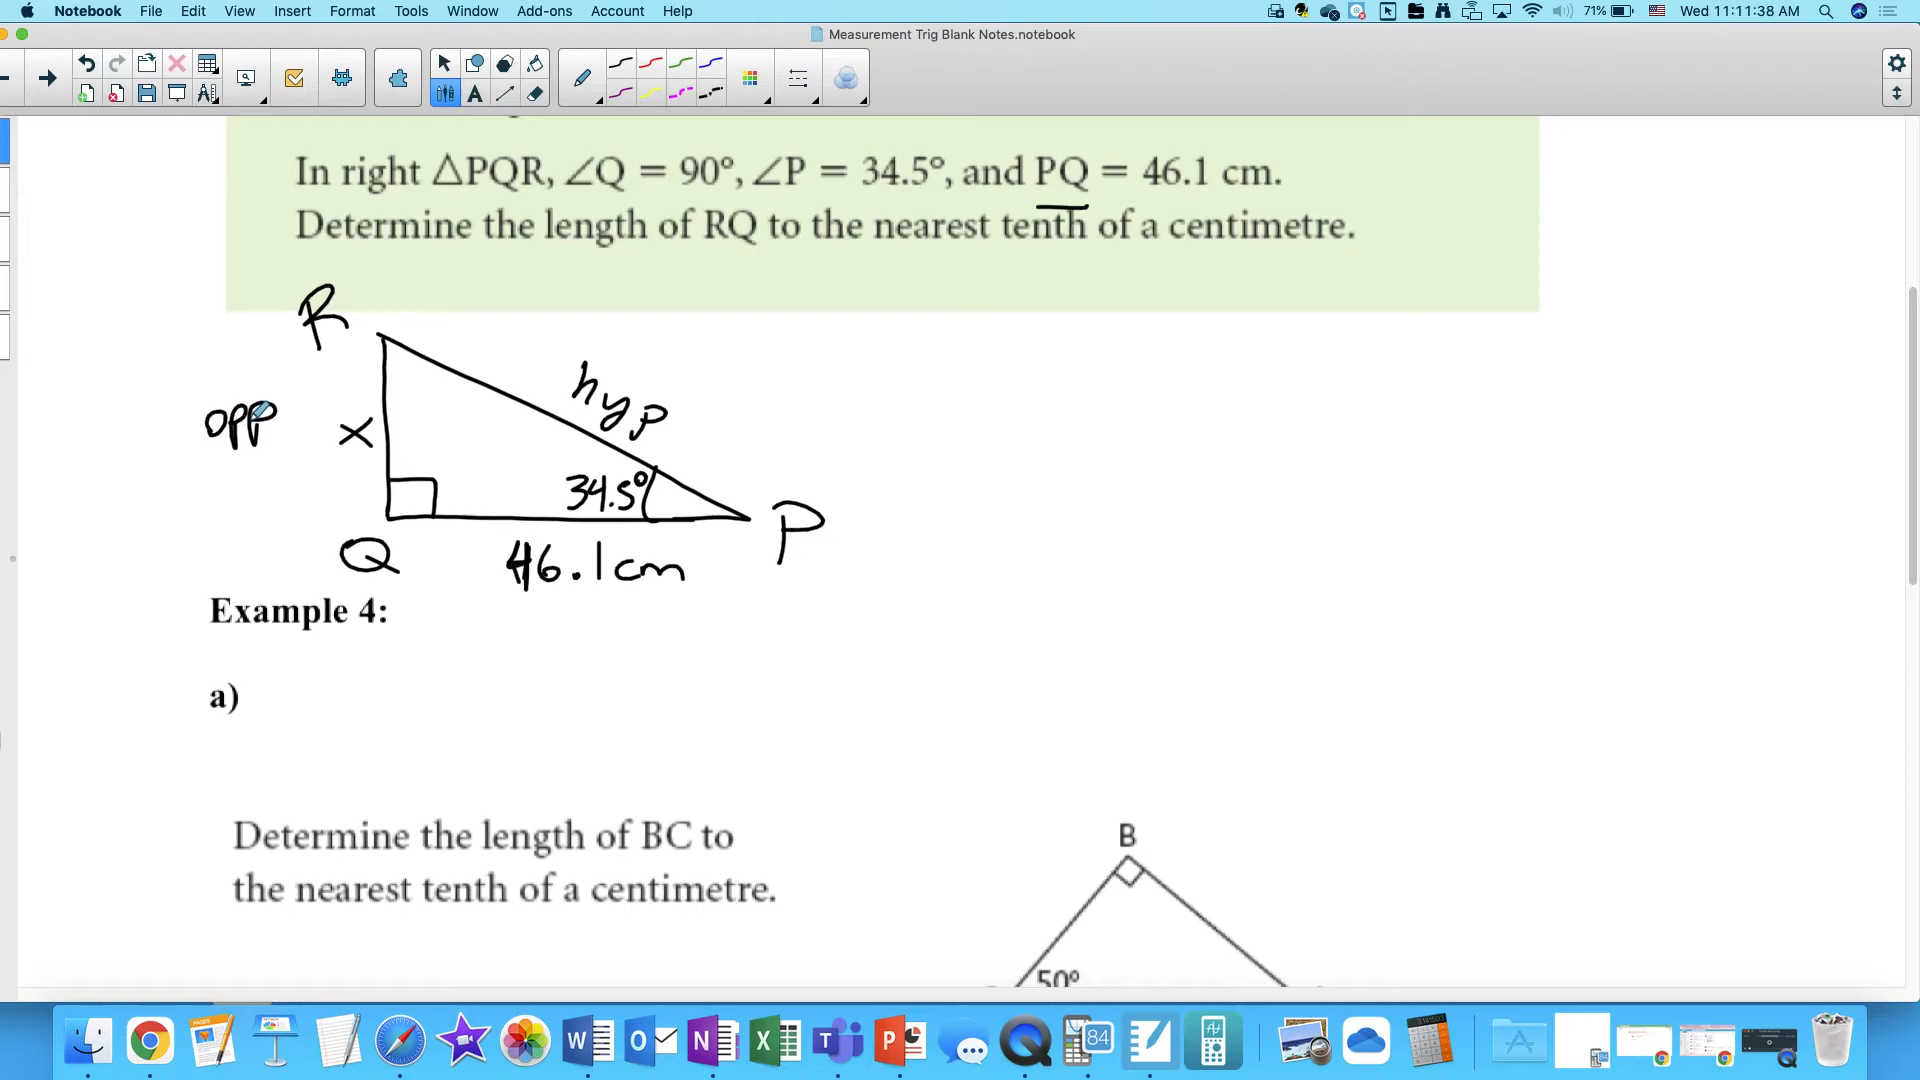 Notebook File Edit View Insert Format Tools Window Add-ons Account Help 71% Wed 11:11:38 AM
Measurement Trig Blank Notes.notebook
In right △PQR, ∠Q = 90°, ∠P = 34.5°, and PQ = 46.1 cm.
Determine the length of RQ to the nearest tenth of a centimetre.
R
hyp
opp
x
34.5°
P
Q
46.1cm
Example 4:
a)
Determine the length of BC to
the nearest tenth of a centimetre.
B
50°
84